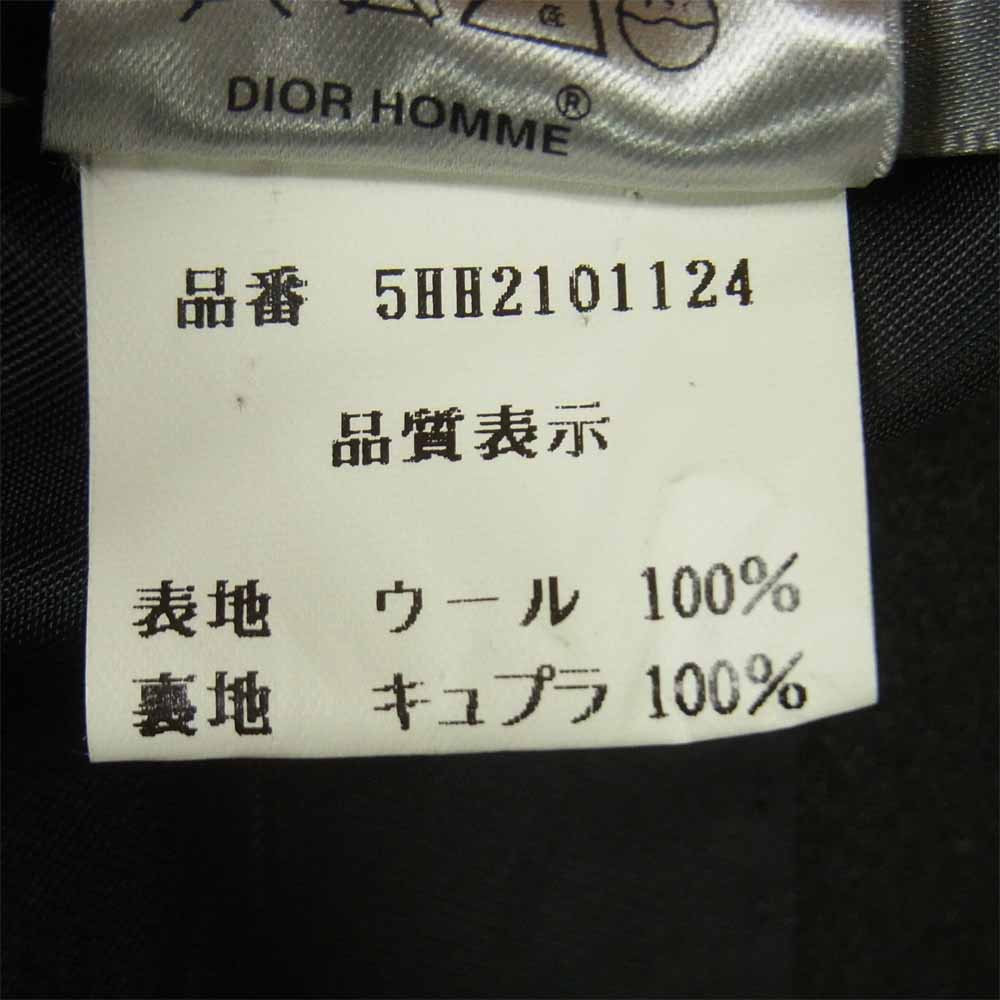 DIOR HOMME®
品番 5HH2101124
品質表示
表地 ウール 100%
裏地 キュプラ 100%